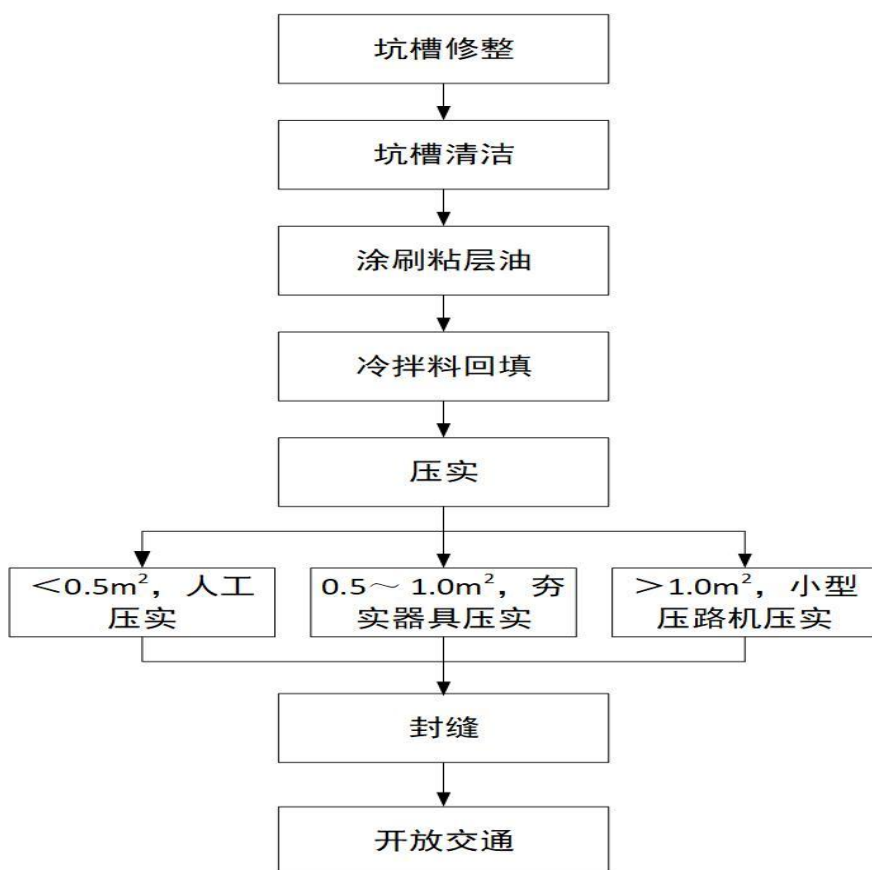 坑槽修整
坑槽清洁
涂刷粘层油
冷拌料回填
压实
＜0.5m²，人工
压实
0.5～1.0m²，夯
实器具压实
＞1.0m²，小型
压路机压实
封缝
开放交通